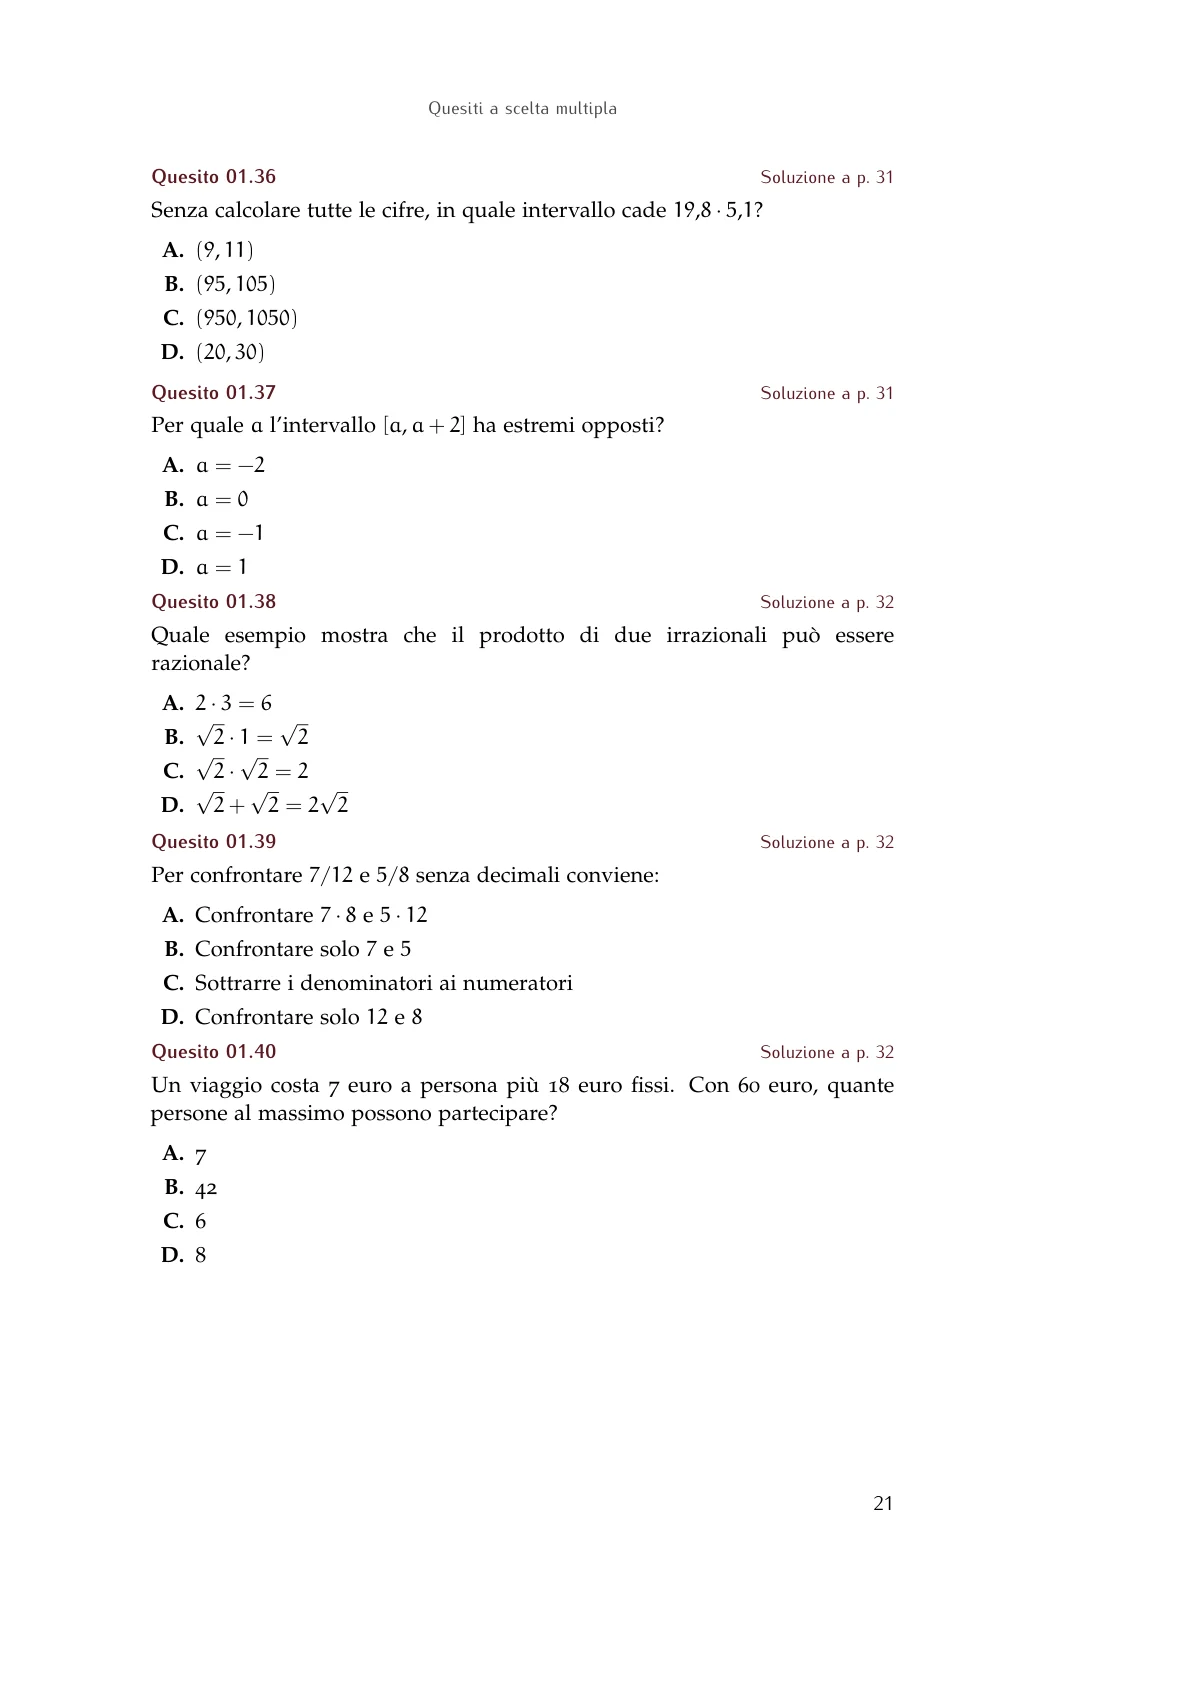 Quesiti a scelta multipla
Quesito 01.36 Soluzione a p. 31
Senza calcolare tutte le cifre, in quale intervallo cade 19,8 · 5,1?
A. (9, 11)
B. (95, 105)
C. (950, 1050)
D. (20, 30)
Quesito 01.37 Soluzione a p. 31
Per quale a l'intervallo [a, a + 2] ha estremi opposti?
A. a = −2
B. a = 0
C. a = −1
D. a = 1
Quesito 01.38 Soluzione a p. 32
Quale esempio mostra che il prodotto di due irrazionali può essere
razionale?
A. 2 · 3 = 6
B. √2 · 1 = √2
C. √2 · √2 = 2
D. √2 + √2 = 2√2
Quesito 01.39 Soluzione a p. 32
Per confrontare 7/12 e 5/8 senza decimali conviene:
A. Confrontare 7 · 8 e 5 · 12
B. Confrontare solo 7 e 5
C. Sottrarre i denominatori ai numeratori
D. Confrontare solo 12 e 8
Quesito 01.40 Soluzione a p. 32
Un viaggio costa 7 euro a persona più 18 euro fissi. Con 60 euro, quante
persone al massimo possono partecipare?
A. 7
B. 42
C. 6
D. 8
21